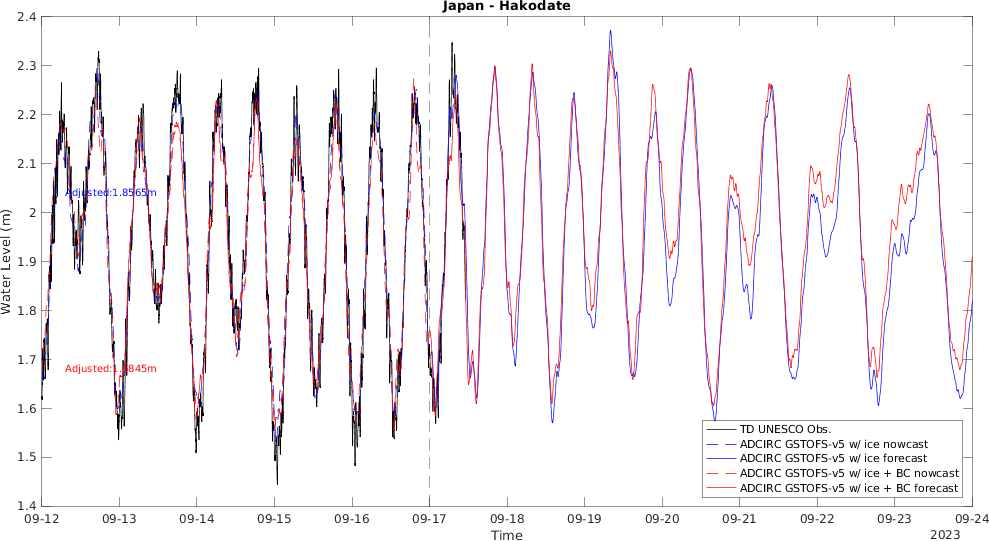 Japan - Hakodate
2.4
2.3
2.2
2.1
2
1.9
1.8
1.7
1.6
1.5
1.4
Water Level (m)
Adjusted:1.8565m
Adjusted:1.8845m
TD UNESCO Obs.
ADCIRC GSTOFS-v5 w/ ice nowcast
ADCIRC GSTOFS-v5 w/ ice forecast
ADCIRC GSTOFS-v5 w/ ice + BC nowcast
ADCIRC GSTOFS-v5 w/ ice + BC forecast
09-12 09-13 09-14 09-15 09-16 09-17 09-18 09-19 09-20 09-21 09-22 09-23 09-24
Time
2023